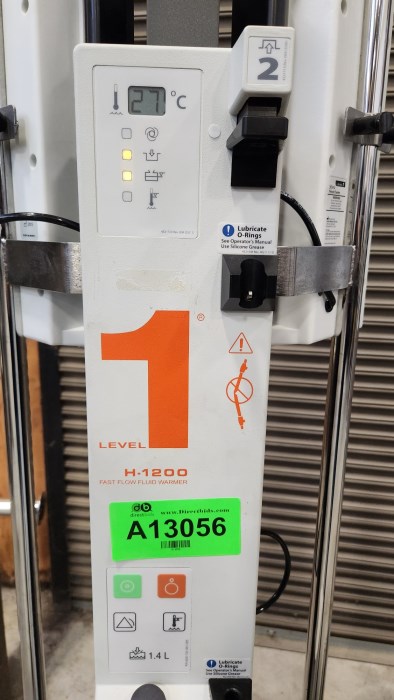 2
27 °C
Lubricate
O-Rings
See Operator's Manual
Use Silicone Grease
1
®
LEVEL
H-1200
FAST FLOW FLUID WARMER
db
www.Directbids.com
A13056
1.4 L
Lubricate
O-Rings
See Operator's Manual
Use Silicone Grease